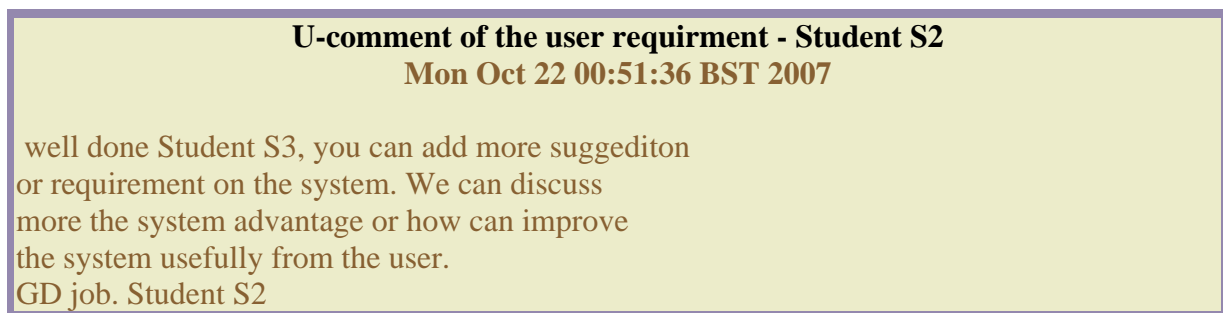 U-comment of the user requirment - Student S2
Mon Oct 22 00:51:36 BST 2007
well done Student S3, you can add more suggediton
or requirement on the system. We can discuss
more the system advantage or how can improve
the system usefully from the user.
GD job. Student S2